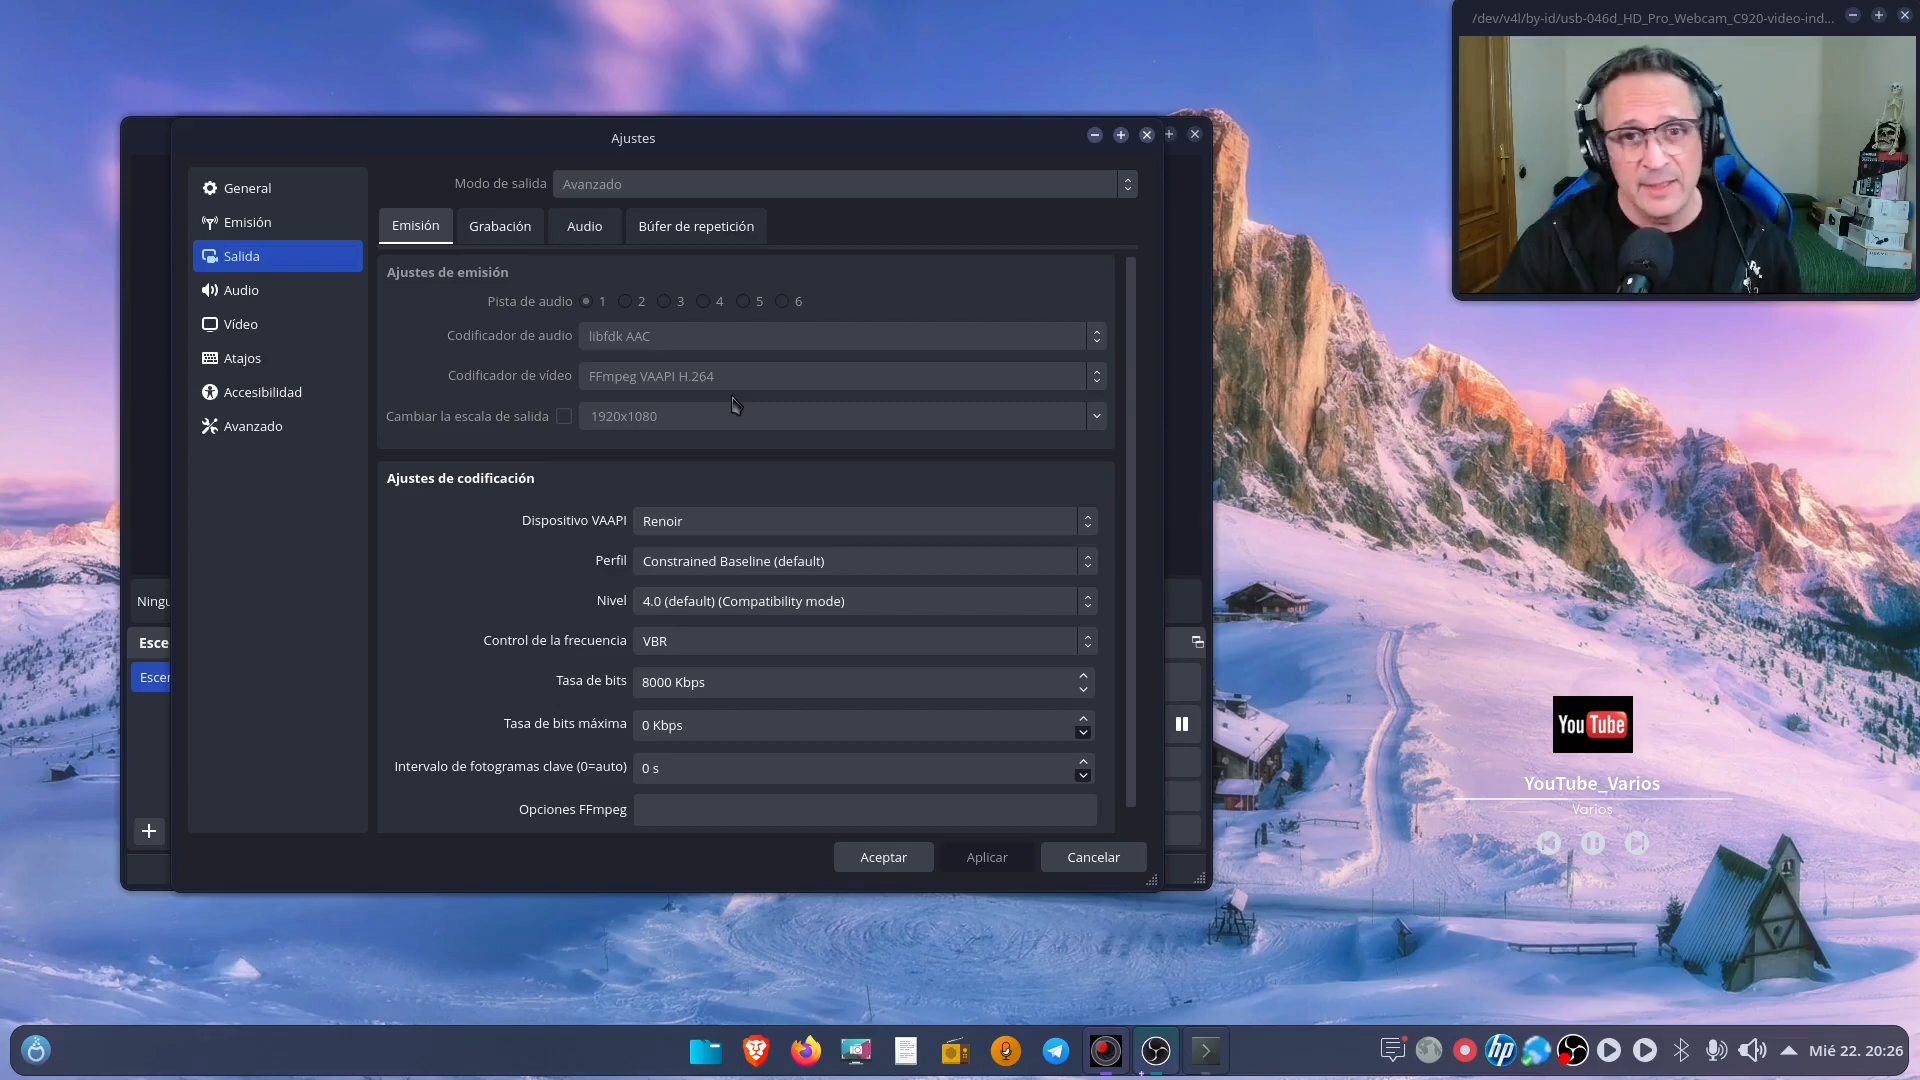 /dev/v4l/by-id/usb-046d_HD_Pro_Webcam_C920-video-ind...
Ajustes
General
Emisión
Salida
Audio
Vídeo
Atajos
Accesibilidad
Avanzado
Modo de salida Avanzado
Emisión Grabación Audio Búfer de repetición
Ajustes de emisión
Pista de audio 1 2 3 4 5 6
Codificador de audio libfdk AAC
Codificador de vídeo FFmpeg VAAPI H.264
Cambiar la escala de salida 1920x1080
Ajustes de codificación
Dispositivo VAAPI Renoir
Perfil Constrained Baseline (default)
Nivel 4.0 (default) (Compatibility mode)
Control de la frecuencia VBR
Tasa de bits 8000 Kbps
Tasa de bits máxima 0 Kbps
Intervalo de fotogramas clave (0=auto) 0 s
Opciones FFmpeg
Aceptar Aplicar Cancelar
Ningu
Esce
Escer
You Tube
YouTube_Varios
Varios
hp
Mié 22. 20:26